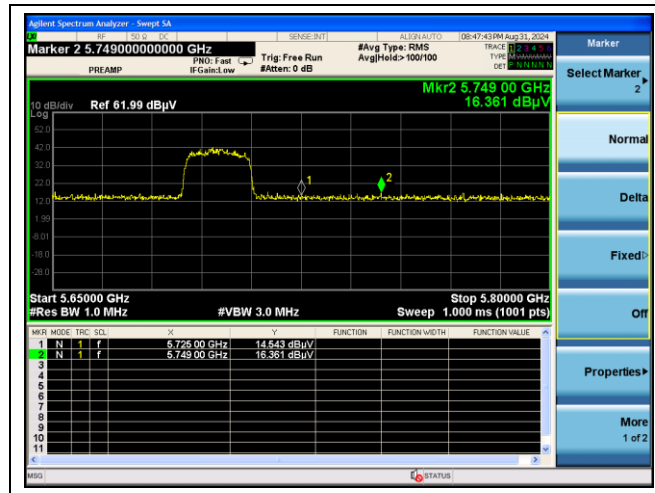 Agilent Spectrum Analyzer - Swept SA
LXI RF 50 Ω DC SENSE:INT ALIGN AUTO 08:47:43 PM Aug 31, 2024
Marker 2 5.749000000000 GHz #Avg Type: RMS TRACE 1 2 3 4 5 6
PNO: Fast Trig: Free Run Avg|Hold:> 100/100 TYPE M
PREAMP IFGain:Low #Atten: 0 dB DET P N N N N N
Mkr2 5.749 00 GHz
10 dB/div Ref 61.99 dBµV 16.361 dBµV
Log
52.0
42.0
32.0
22.0
12.0
1.99
-8.01
-18.0
-28.0
1
2
Start 5.65000 GHz Stop 5.80000 GHz
#Res BW 1.0 MHz #VBW 3.0 MHz Sweep 1.000 ms (1001 pts)
MKR MODE TRC SCL X Y FUNCTION FUNCTION WIDTH FUNCTION VALUE
1 N 1 f 5.725 00 GHz 14.543 dBµV
2 N 1 f 5.749 00 GHz 16.361 dBµV
3
4
5
6
7
8
9
10
11
MSG STATUS
Marker
Select Marker
2
Normal
Delta
Fixed
Off
Properties
More
1 of 2